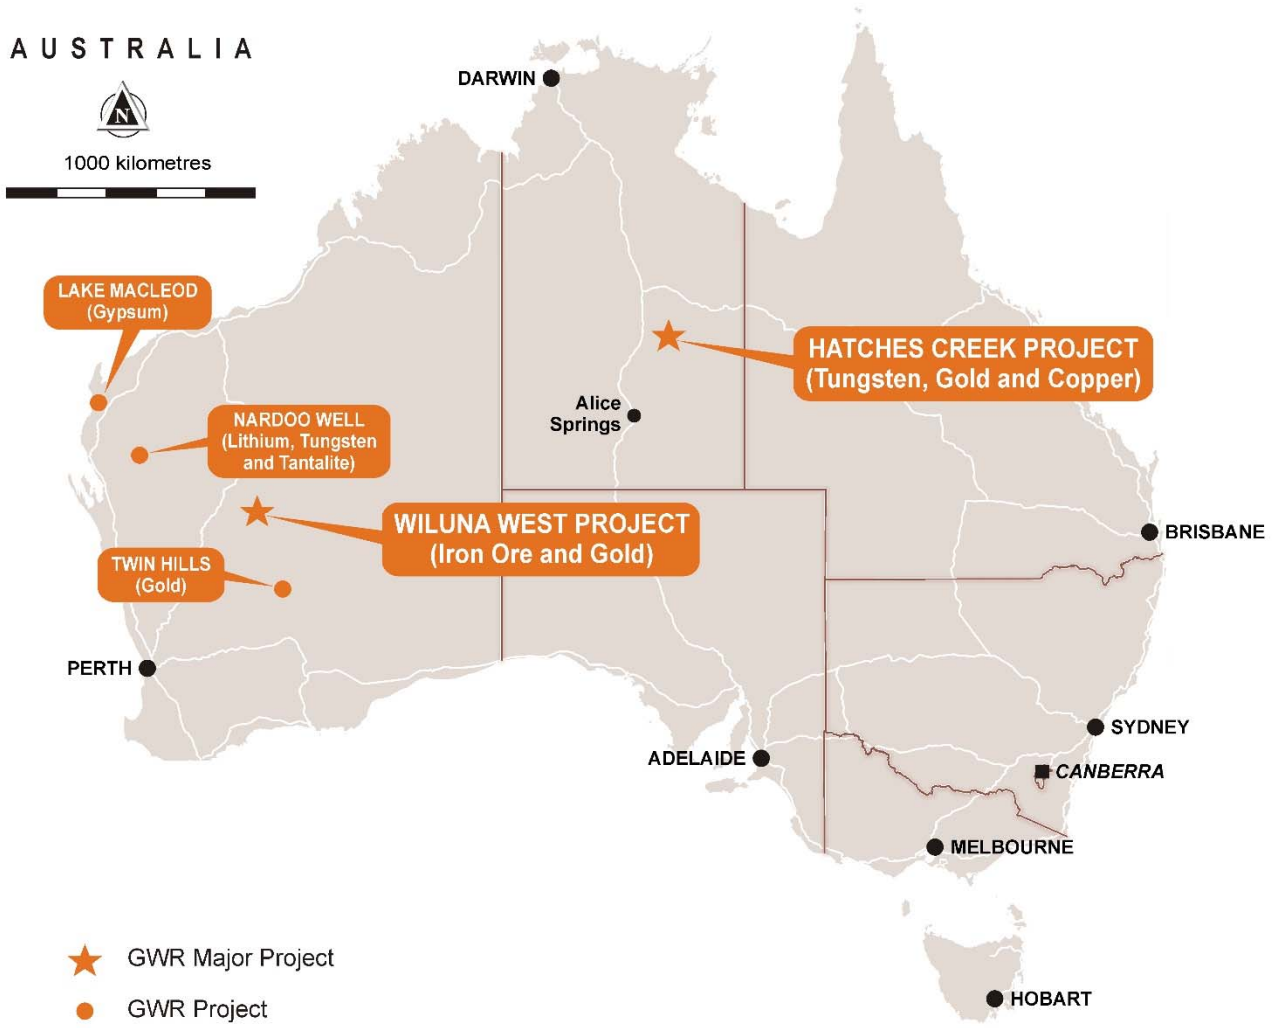 AUSTRALIA
N
1000 kilometres
DARWIN
LAKE MACLEOD
(Gypsum)
HATCHES CREEK PROJECT
(Tungsten, Gold and Copper)
Alice
Springs
NARDOO WELL
(Lithium, Tungsten
and Tantalite)
WILUNA WEST PROJECT
(Iron Ore and Gold)
BRISBANE
TWIN HILLS
(Gold)
PERTH
SYDNEY
ADELAIDE
CANBERRA
MELBOURNE
GWR Major Project
HOBART
GWR Project